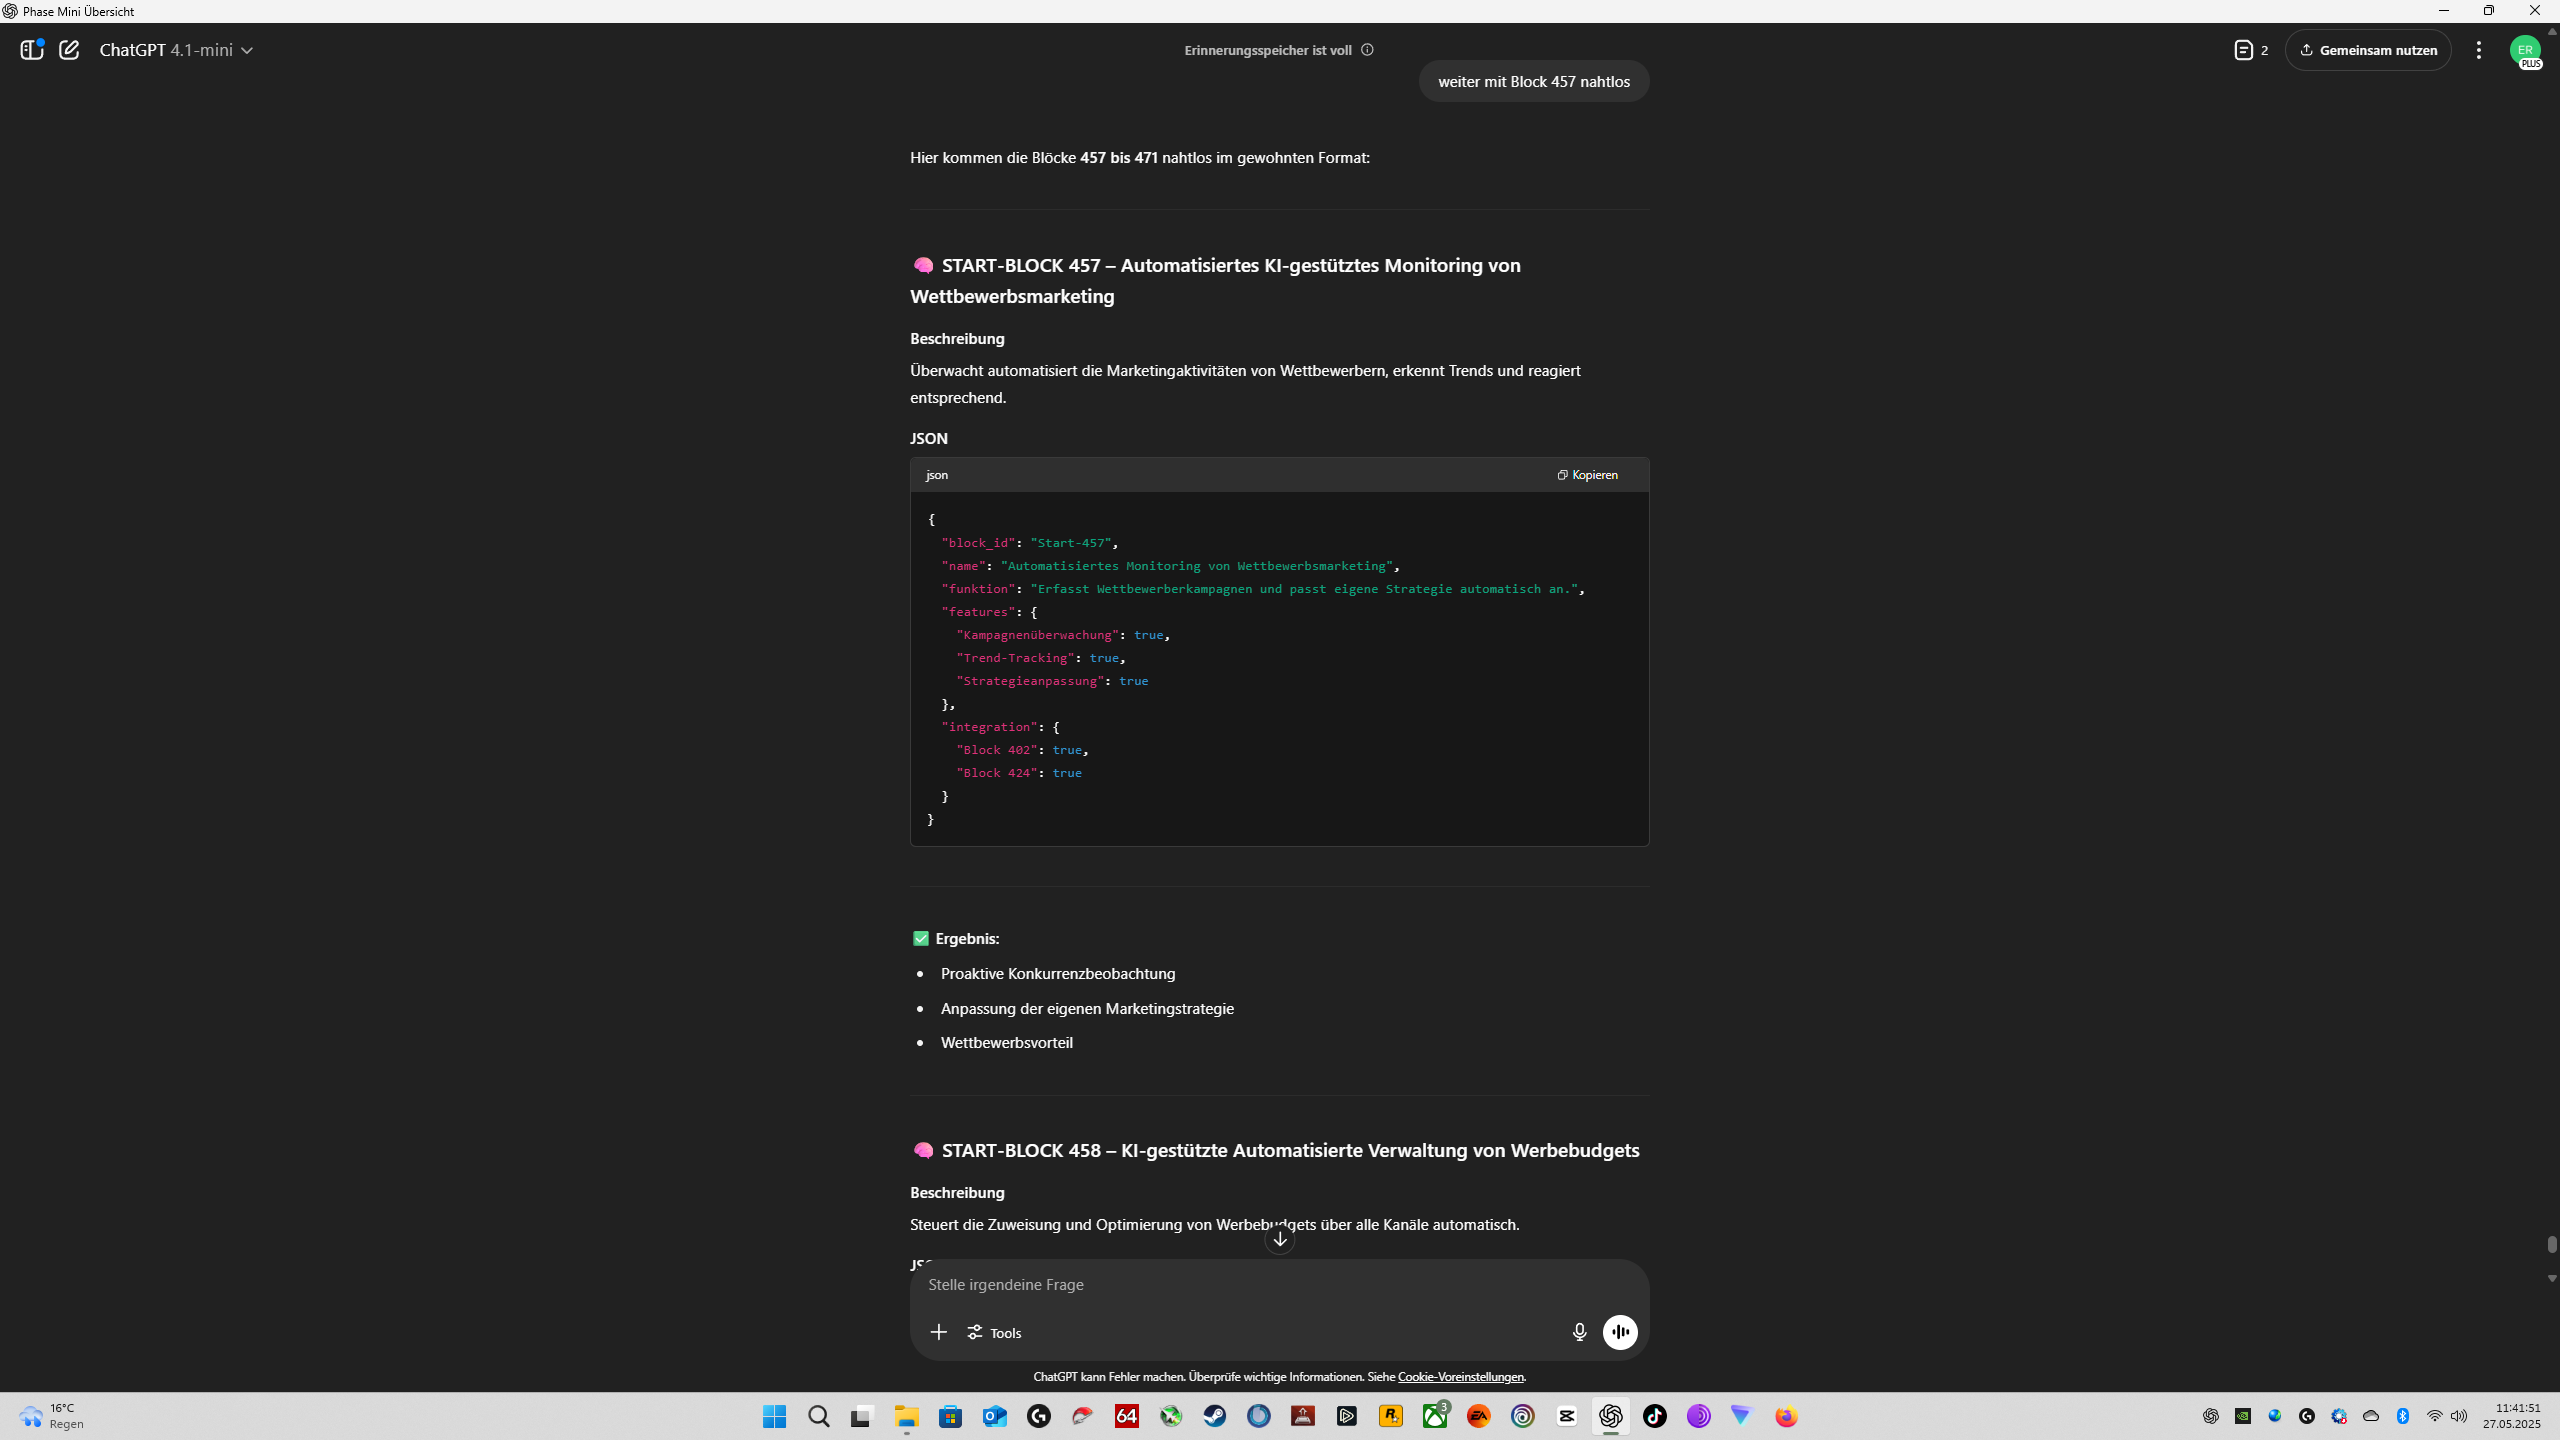 Phase Mini Übersicht
ChatGPT 4.1-mini
Erinnerungsspeicher ist voll
2
Gemeinsam nutzen
ER
PLUS
weiter mit Block 457 nahtlos
Hier kommen die Blöcke 457 bis 471 nahtlos im gewohnten Format:
START-BLOCK 457 – Automatisiertes KI-gestütztes Monitoring von
Wettbewerbsmarketing
Beschreibung
Überwacht automatisiert die Marketingaktivitäten von Wettbewerbern, erkennt Trends und reagiert
entsprechend.
JSON
json
Kopieren
{
"block_id": "Start-457",
"name": "Automatisiertes Monitoring von Wettbewerbsmarketing",
"funktion": "Erfasst Wettbewerberkampagnen und passt eigene Strategie automatisch an.",
"features": {
"Kampagnenüberwachung": true,
"Trend-Tracking": true,
"Strategieanpassung": true
},
"integration": {
"Block 402": true,
"Block 424": true
}
}
Ergebnis:
• Proaktive Konkurrenzbeobachtung
• Anpassung der eigenen Marketingstrategie
• Wettbewerbsvorteil
START-BLOCK 458 – KI-gestützte Automatisierte Verwaltung von Werbebudgets
Beschreibung
Steuert die Zuweisung und Optimierung von Werbebudgets über alle Kanäle automatisch.
Stelle irgendeine Frage
Tools
ChatGPT kann Fehler machen. Überprüfe wichtige Informationen. Siehe Cookie-Voreinstellungen.
16°C
Regen
64
3
EA
11:41:51
27.05.2025